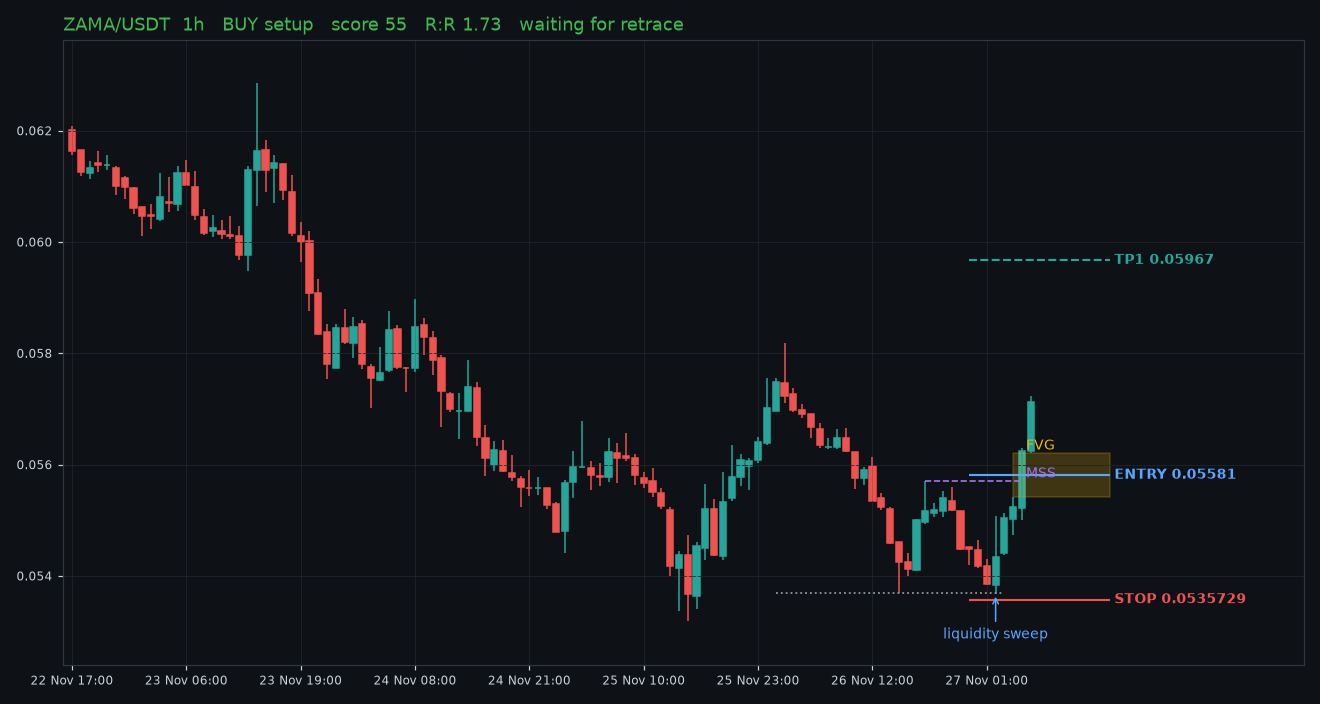 ZAMA/USDT 1h BUY setup score 55 R:R 1.73 waiting for retrace
0.062
0.060
TP1 0.05967
0.058
FVG
0.056
MSS
ENTRY 0.05581
0.054
STOP 0.0535729
liquidity sweep
22 Nov 17:00
23 Nov 06:00
23 Nov 19:00
24 Nov 08:00
24 Nov 21:00
25 Nov 10:00
25 Nov 23:00
26 Nov 12:00
27 Nov 01:00